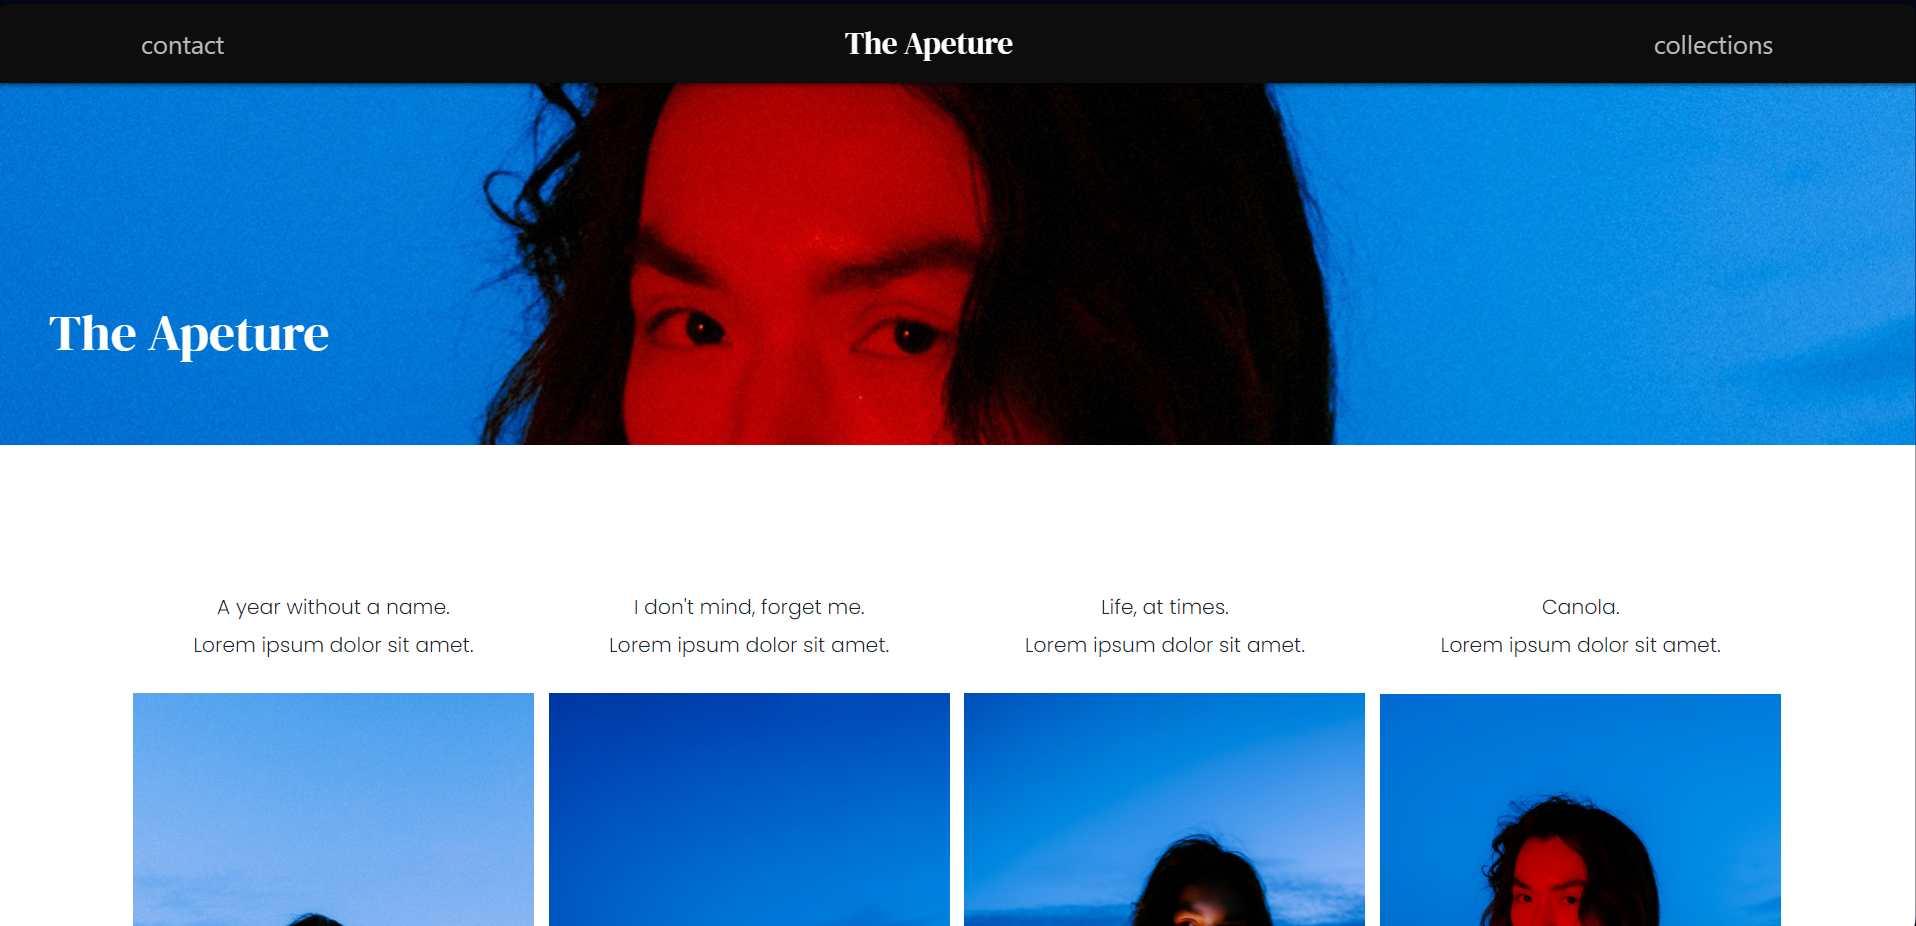 contact
The Apeture
collections
The Apeture
A year without a name.
Lorem ipsum dolor sit amet.
I don't mind, forget me.
Lorem ipsum dolor sit amet.
Life, at times.
Lorem ipsum dolor sit amet.
Canola.
Lorem ipsum dolor sit amet.